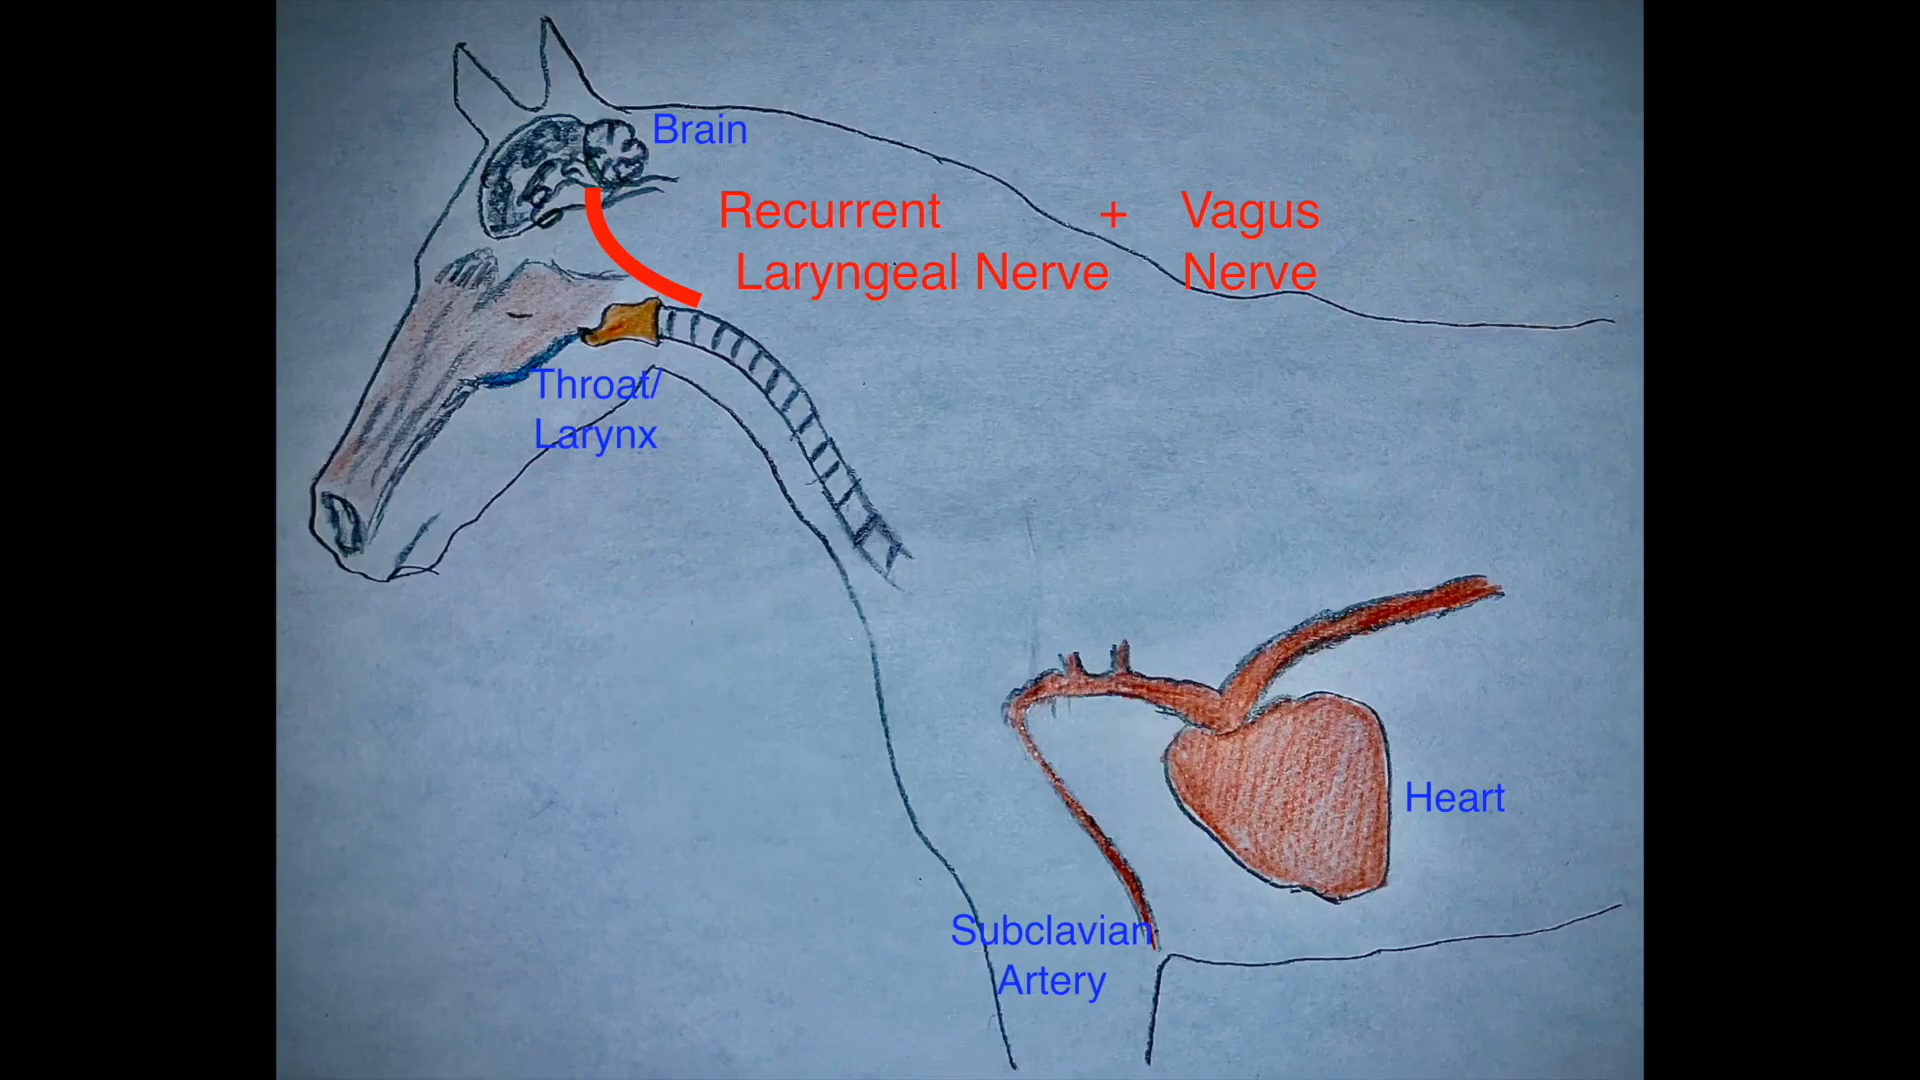 Brain
Recurrent + Vagus
Laryngeal Nerve Nerve
Throat/
Larynx
Heart
Subclavian
Artery